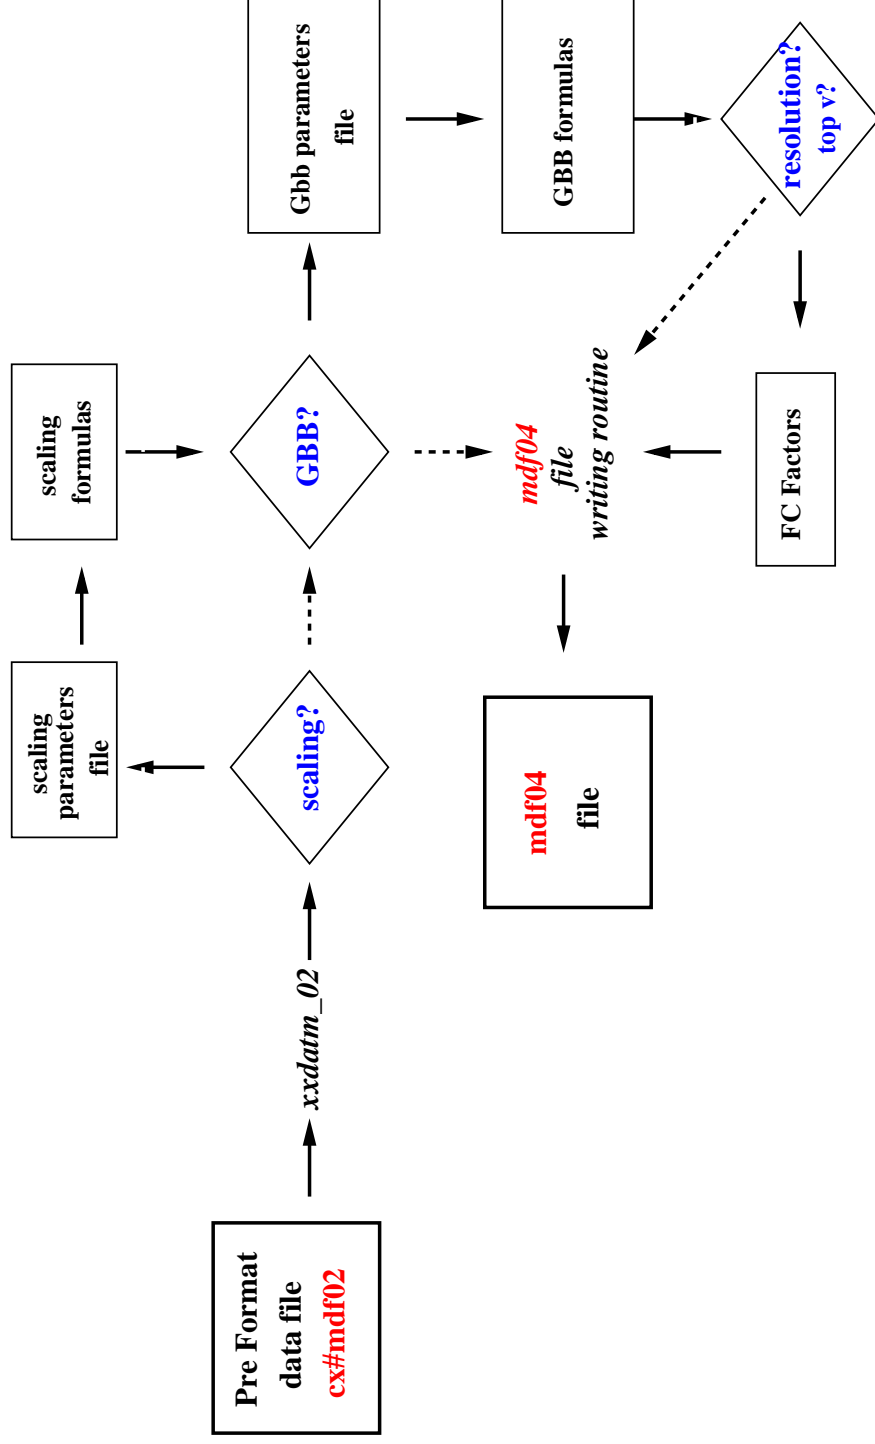 Pre Format
data file
cx#mdf02
xxdatm_02
scaling?
scaling
parameters
file
scaling
formulas
GBB?
Gbb parameters
file
GBB formulas
resolution?
top v?
FC Factors
mdf04
file
writing routine
mdf04
file